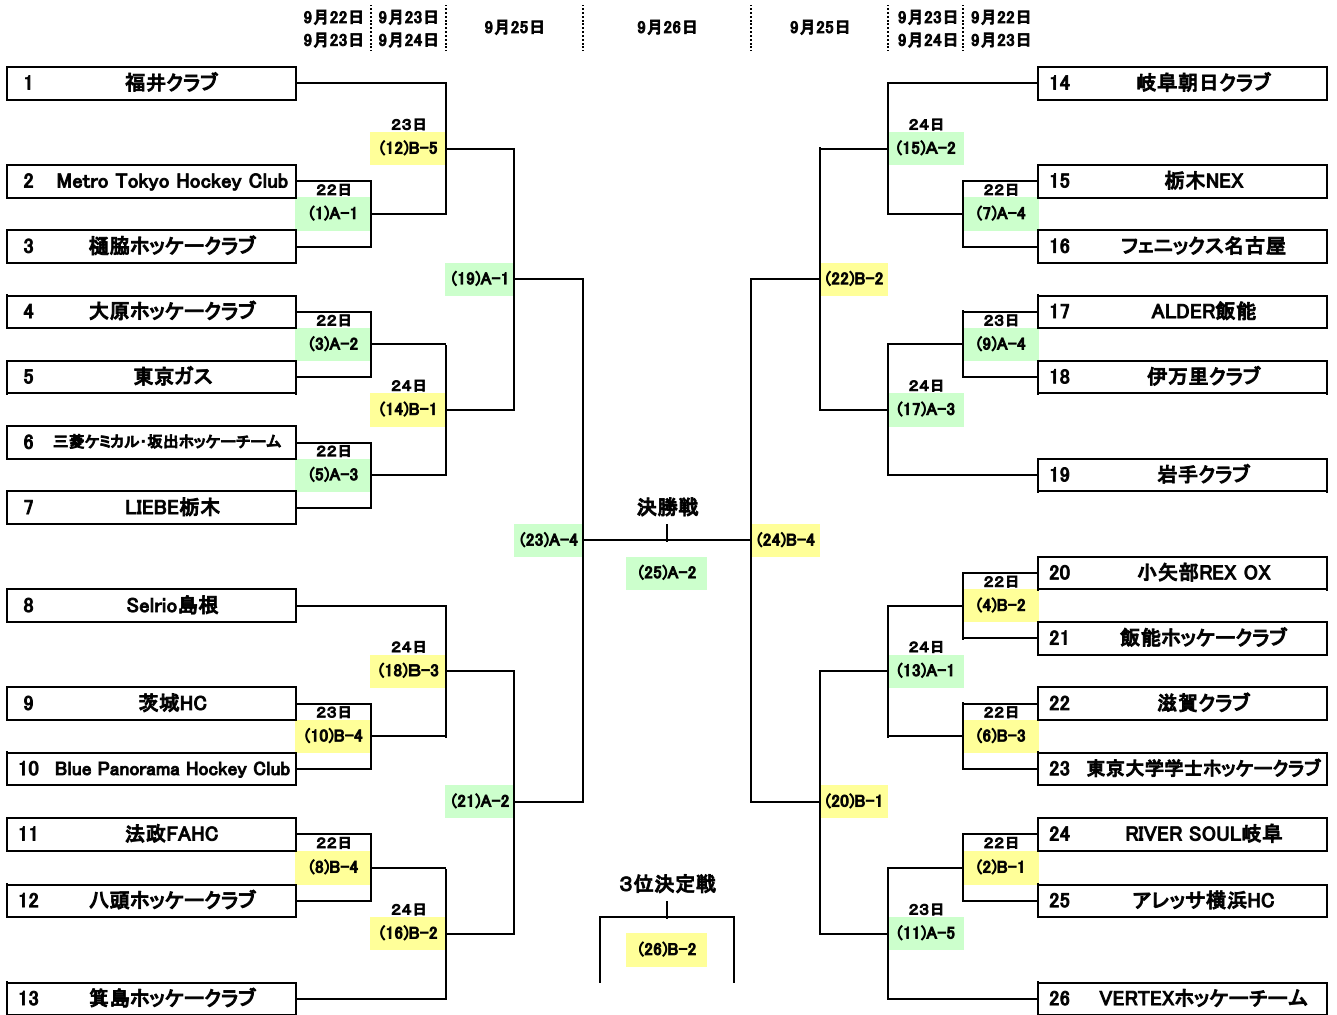 9月22日 9月23日 9月25日 9月26日 9月25日 9月23日 9月22日
9月23日 9月24日 9月24日 9月23日
1 福井クラブ
14 岐阜朝日クラブ
23日
(12)B-5
24日
(15)A-2
2 Metro Tokyo Hockey Club
15 栃木NEX
22日
(1)A-1
22日
(7)A-4
3 樋脇ホッケークラブ
16 フェニックス名古屋
(19)A-1
(22)B-2
4 大原ホッケークラブ
17 ALDER飯能
22日
(3)A-2
23日
(9)A-4
5 東京ガス
18 伊万里クラブ
24日
(14)B-1
24日
(17)A-3
6 三菱ケミカル・坂出ホッケーチーム
22日
(5)A-3
19 岩手クラブ
7 LIEBE栃木
決勝戦
(23)A-4
(24)B-4
(25)A-2
20 小矢部REX OX
8 Selrio島根
22日
(4)B-2
21 飯能ホッケークラブ
24日
(18)B-3
24日
(13)A-1
9 茨城HC
22 滋賀クラブ
23日
(10)B-4
22日
(6)B-3
10 Blue Panorama Hockey Club
23 東京大学学士ホッケークラブ
(21)A-2
(20)B-1
11 法政FAHC
24 RIVER SOUL岐阜
22日
(8)B-4
22日
(2)B-1
3位決定戦
12 八頭ホッケークラブ
25 アレッサ横浜HC
24日
(16)B-2
23日
(11)A-5
(26)B-2
13 箕島ホッケークラブ
26 VERTEXホッケーチーム